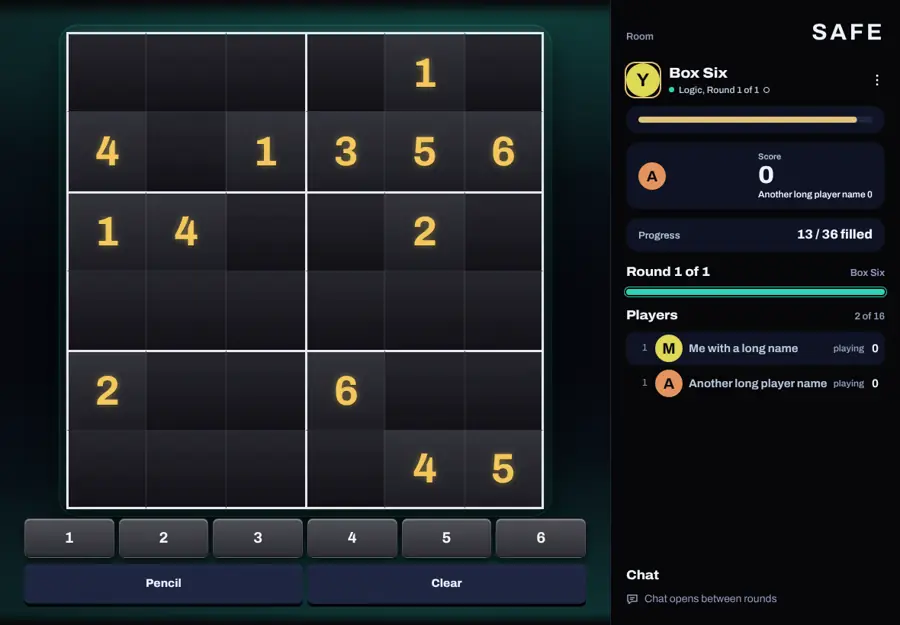 1
4 1 3 5 6
1 4 2
2 6
4 5
1 2 3 4 5 6
Pencil Clear
Room SAFE
Y Box Six
Logic, Round 1 of 1
A Score
0
Another long player name 0
Progress 13 / 36 filled
Round 1 of 1 Box Six
Players 2 of 16
1 M Me with a long name playing 0
1 A Another long player name playing 0
Chat
Chat opens between rounds